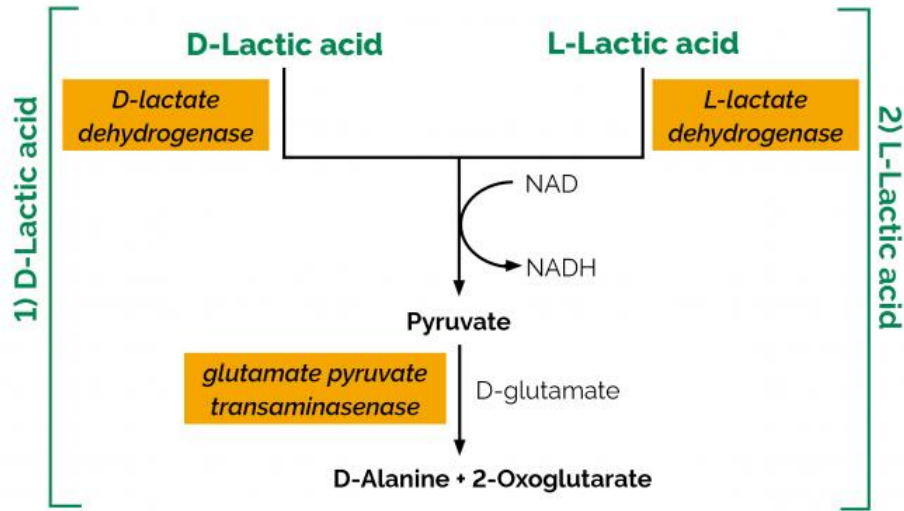 D-Lactic acid
L-Lactic acid
1) D-Lactic acid
D-lactate
dehydrogenase
L-lactate
dehydrogenase
2) L-Lactic acid
NAD
NADH
Pyruvate
glutamate pyruvate
transaminasenase
D-glutamate
D-Alanine + 2-Oxoglutarate